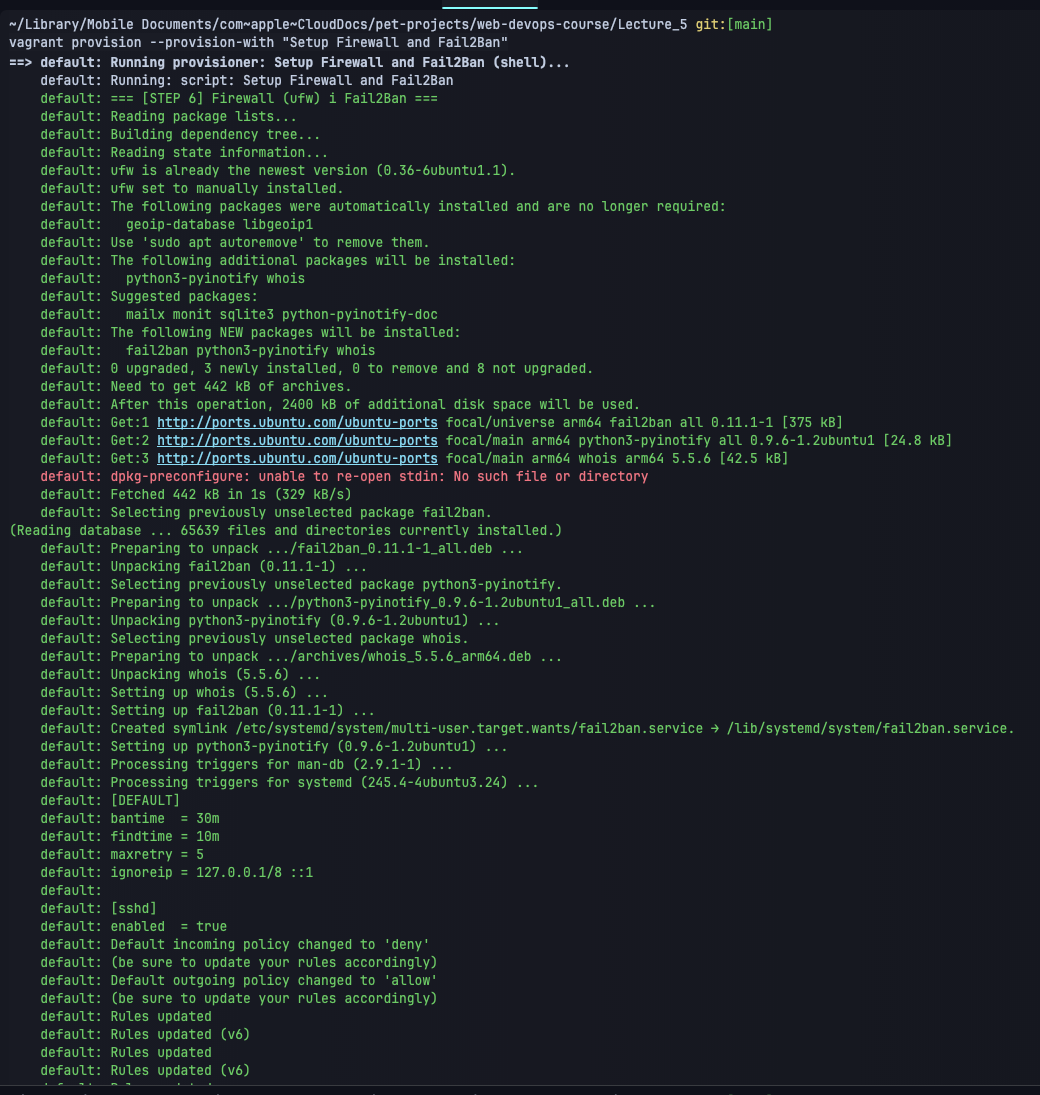 ~/Library/Mobile Documents/com~apple~CloudDocs/pet-projects/web-devops-course/Lecture_5 git:[main]
vagrant provision --provision-with "Setup Firewall and Fail2Ban"
==> default: Running provisioner: Setup Firewall and Fail2Ban (shell)...
    default: Running: script: Setup Firewall and Fail2Ban
    default: === [STEP 6] Firewall (ufw) i Fail2Ban ===
    default: Reading package lists...
    default: Building dependency tree...
    default: Reading state information...
    default: ufw is already the newest version (0.36-6ubuntu1.1).
    default: ufw set to manually installed.
    default: The following packages were automatically installed and are no longer required:
    default:   geoip-database libgeoip1
    default: Use 'sudo apt autoremove' to remove them.
    default: The following additional packages will be installed:
    default:   python3-pyinotify whois
    default: Suggested packages:
    default:   mailx monit sqlite3 python-pyinotify-doc
    default: The following NEW packages will be installed:
    default:   fail2ban python3-pyinotify whois
    default: 0 upgraded, 3 newly installed, 0 to remove and 8 not upgraded.
    default: Need to get 442 kB of archives.
    default: After this operation, 2400 kB of additional disk space will be used.
    default: Get:1 http://ports.ubuntu.com/ubuntu-ports focal/universe arm64 fail2ban all 0.11.1-1 [375 kB]
    default: Get:2 http://ports.ubuntu.com/ubuntu-ports focal/main arm64 python3-pyinotify all 0.9.6-1.2ubuntu1 [24.8 kB]
    default: Get:3 http://ports.ubuntu.com/ubuntu-ports focal/main arm64 whois arm64 5.5.6 [42.5 kB]
    default: dpkg-preconfigure: unable to re-open stdin: No such file or directory
    default: Fetched 442 kB in 1s (329 kB/s)
    default: Selecting previously unselected package fail2ban.
(Reading database ... 65639 files and directories currently installed.)
    default: Preparing to unpack .../fail2ban_0.11.1-1_all.deb ...
    default: Unpacking fail2ban (0.11.1-1) ...
    default: Selecting previously unselected package python3-pyinotify.
    default: Preparing to unpack .../python3-pyinotify_0.9.6-1.2ubuntu1_all.deb ...
    default: Unpacking python3-pyinotify (0.9.6-1.2ubuntu1) ...
    default: Selecting previously unselected package whois.
    default: Preparing to unpack .../archives/whois_5.5.6_arm64.deb ...
    default: Unpacking whois (5.5.6) ...
    default: Setting up whois (5.5.6) ...
    default: Setting up fail2ban (0.11.1-1) ...
    default: Created symlink /etc/systemd/system/multi-user.target.wants/fail2ban.service → /lib/systemd/system/fail2ban.service.
    default: Setting up python3-pyinotify (0.9.6-1.2ubuntu1) ...
    default: Processing triggers for man-db (2.9.1-1) ...
    default: Processing triggers for systemd (245.4-4ubuntu3.24) ...
    default: [DEFAULT]
    default: bantime  = 30m
    default: findtime = 10m
    default: maxretry = 5
    default: ignoreip = 127.0.0.1/8 ::1
    default:
    default: [sshd]
    default: enabled  = true
    default: Default incoming policy changed to 'deny'
    default: (be sure to update your rules accordingly)
    default: Default outgoing policy changed to 'allow'
    default: (be sure to update your rules accordingly)
    default: Rules updated
    default: Rules updated (v6)
    default: Rules updated
    default: Rules updated (v6)